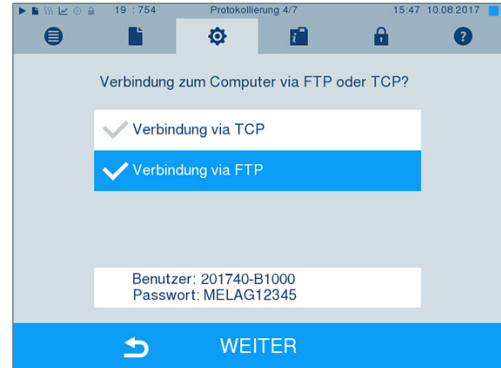 19 : 754 Protokollierung 4/7 15:47 10.08.2017
Verbindung zum Computer via FTP oder TCP?
Verbindung via TCP
Verbindung via FTP
Benutzer: 201740-B1000
Passwort: MELAG12345
WEITER